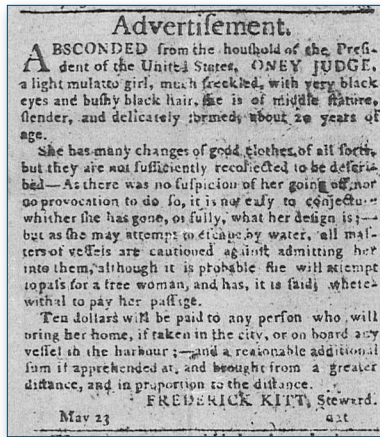 Advertisement.
ABSCONDED from the houshold of the Presi-
dent of the United States, ONEY JUDGE,
a light mulatto girl, much freckled, with very black
eyes and bushy black hair, she is of middle stature,
slender, and delicately formed, about 20 years of
age.
She has many changes of good clothes of all sorts,
but they are not sufficiently recollected to be descri-
bed—As there was no suspicion of her going off, nor
no provocation to do so, it is not easy to conjecture
whither she has gone, or fully, what her design is;—
but as she may attempt to escape by water, all mas-
ters of vessels are cautioned against admitting her
into them, although it is probable she will attempt
to pass for a free woman, and has, it is said, where-
withal to pay her passage.
Ten dollars will be paid to any person who will
bring her home, if taken in the city, or on board any
vessel in the harbour;—and a reasonable additional
sum if apprehended at, and brought from a greater
distance, and in proportion to the distance.
FREDERICK KITT, Steward.
May 23